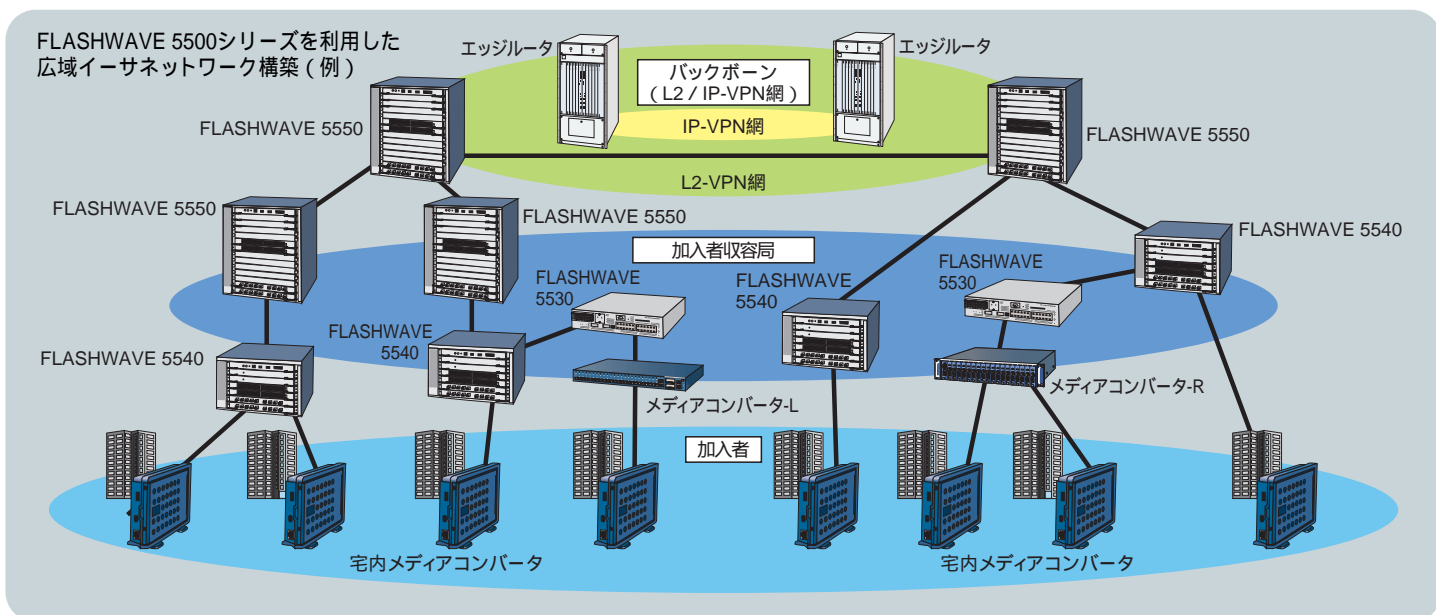 FLASHWAVE 5500シリーズを利用した
広域イーサネットワーク構築（例）
エッジルータ
エッジルータ
バックボーン
（L2 / IP-VPN網）
IP-VPN網
FLASHWAVE 5550
FLASHWAVE 5550
L2-VPN網
FLASHWAVE 5550
FLASHWAVE 5550
FLASHWAVE 5540
加入者収容局
FLASHWAVE
5530
FLASHWAVE
5540
FLASHWAVE
5530
FLASHWAVE
5540
FLASHWAVE 5540
メディアコンバータ-L
メディアコンバータ-R
加入者
宅内メディアコンバータ
宅内メディアコンバータ